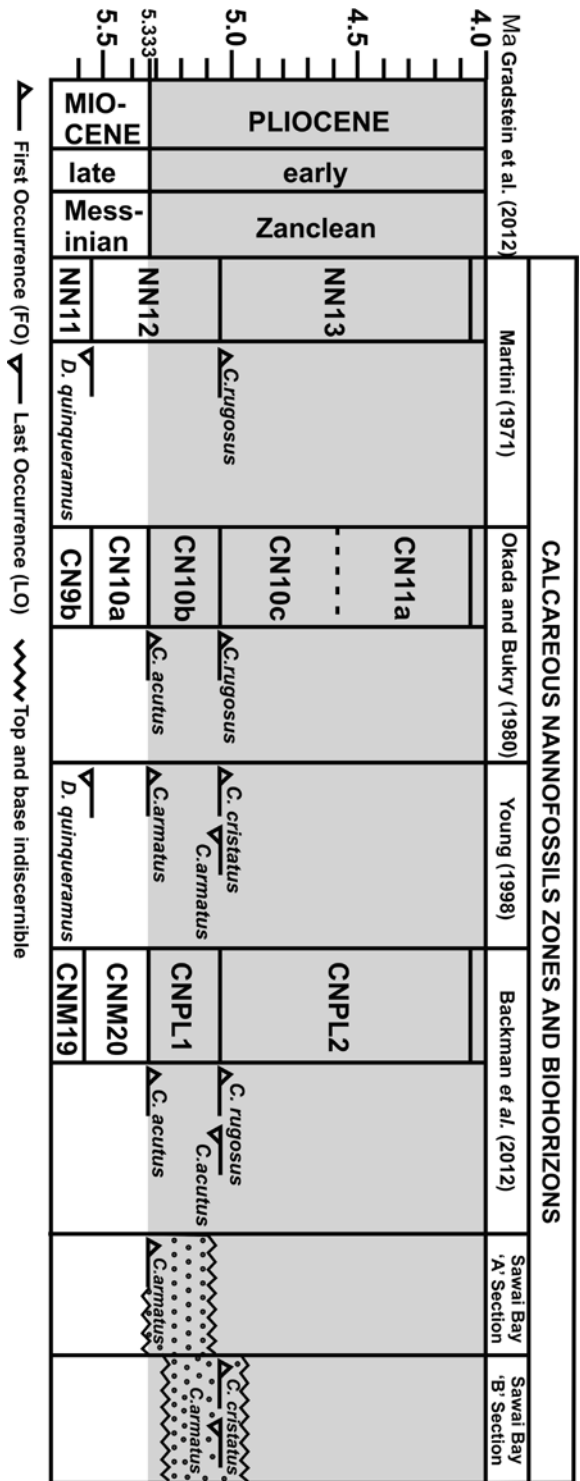 CALCAREOUS NANNOFOSSILS ZONES AND BIOHORIZONS
Ma
Gradstein et al. (2012)
Martini (1971)
Okada and Bukry (1980)
Young (1998)
Backman et al. (2012)
Sawai Bay
'A' Section
Sawai Bay
'B' Section
4.0
4.5
5.0
5.333
5.5
PLIOCENE
MIO-
CENE
early
late
Zanclean
Mess-
inian
NN13
NN12
NN11
C.rugosus
D. quinqueramus
CN11a
CN10c
CN10b
CN10a
CN9b
C.rugosus
C. acutus
C. cristatus
C.armatus
C.armatus
D. quinqueramus
CNPL2
CNPL1
CNM20
CNM19
C. rugosus
C.acutus
C. acutus
C.armatus
C. cristatus
C.armatus
First Occurrence (FO)
Last Occurrence (LO)
Top and base indiscernible